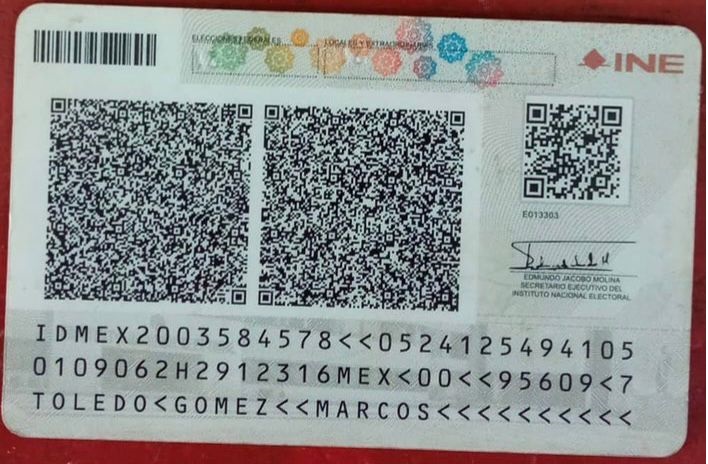 ELECCIONES FEDERALES LOCALES Y EXTRAORDINARIAS
INE
E013303
EDMUNDO JACOBO MOLINA
SECRETARIO EJECUTIVO DEL
INSTITUTO NACIONAL ELECTORAL
IDMEX2003584578<<0524125494105
0109062H2912316MEX<00<<95609<7
TOLEDO<GOMEZ<<MARCOS<<<<<<<<<<